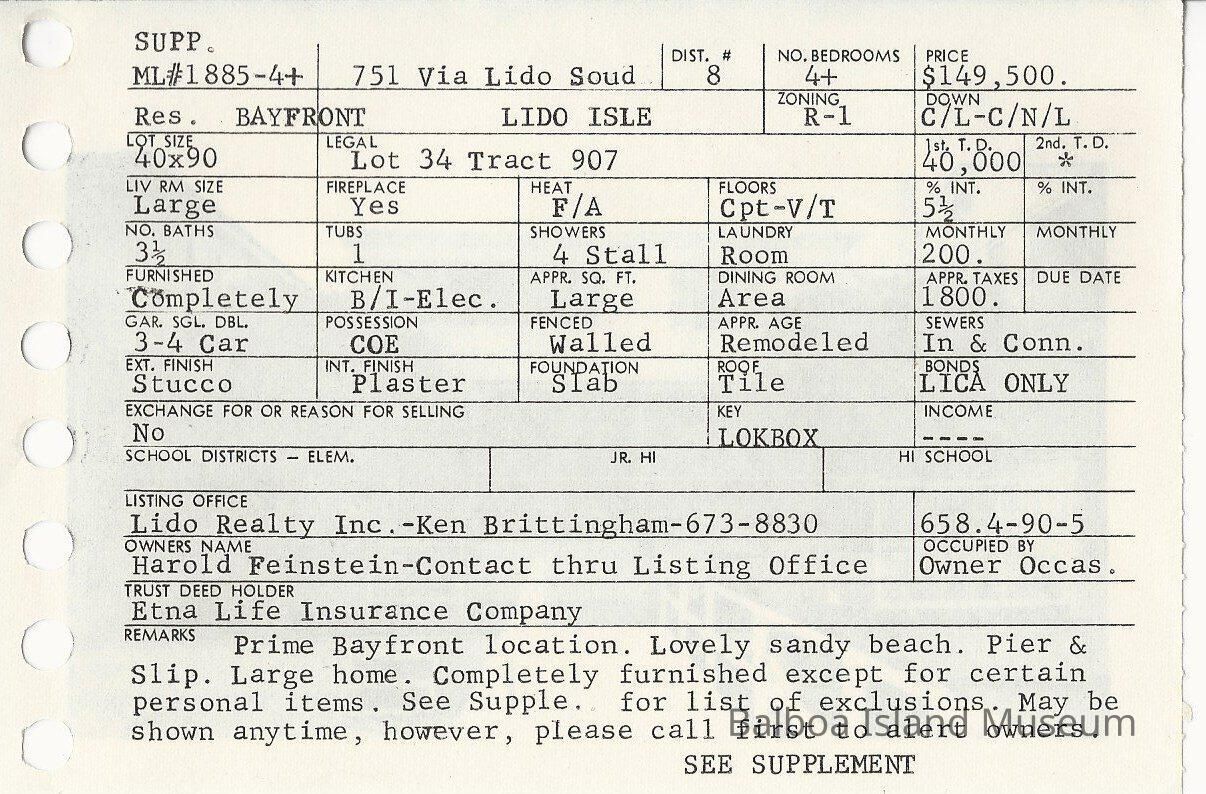 SUPP.
ML#1885-4+ 751 Via Lido Soud DIST. # 8 NO. BEDROOMS 4+ PRICE $149,500.
Res. BAYFRONT LIDO ISLE ZONING R-1 DOWN C/L-C/N/L
LOT SIZE 40x90 LEGAL Lot 34 Tract 907 1st. T. D. 40,000 2nd. T. D. *
LIV RM SIZE Large FIREPLACE Yes HEAT F/A FLOORS Cpt-V/T % INT. 5½ % INT.
NO. BATHS 3½ TUBS 1 SHOWERS 4 Stall LAUNDRY Room MONTHLY 200. MONTHLY
FURNISHED Completely KITCHEN B/I-Elec. APPR. SQ. FT. Large DINING ROOM Area APPR. TAXES 1800. DUE DATE
GAR. SGL. DBL. 3-4 Car POSSESSION COE FENCED Walled APPR. AGE Remodeled SEWERS In & Conn.
EXT. FINISH Stucco INT. FINISH Plaster FOUNDATION Slab ROOF Tile BONDS LICA ONLY
EXCHANGE FOR OR REASON FOR SELLING No KEY LOKBOX INCOME ----
SCHOOL DISTRICTS — ELEM. JR. HI HI SCHOOL
LISTING OFFICE Lido Realty Inc.-Ken Brittingham-673-8830 658.4-90-5
OWNERS NAME Harold Feinstein-Contact thru Listing Office OCCUPIED BY Owner Occas.
TRUST DEED HOLDER Etna Life Insurance Company
REMARKS Prime Bayfront location. Lovely sandy beach. Pier &
Slip. Large home. Completely furnished except for certain
personal items. See Supple. for list of exclusions. May be
shown anytime, however, please call first to alert owners.
Balboa Island Museum
SEE SUPPLEMENT